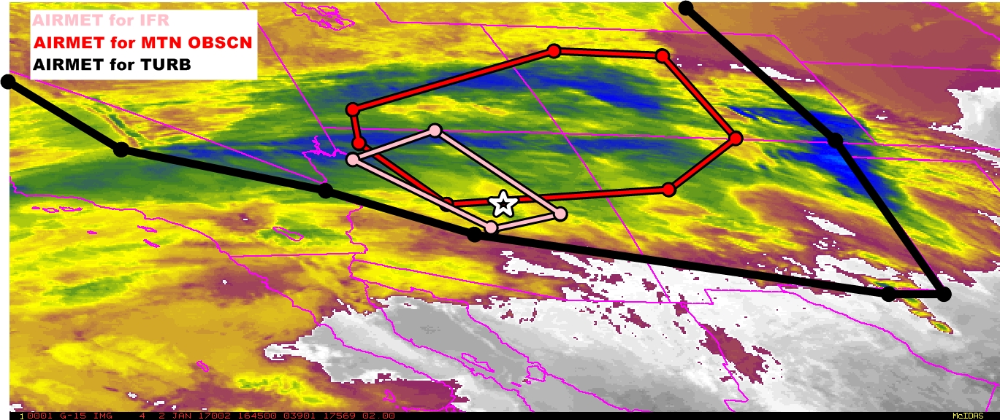 AIRMET for IFR
AIRMET for MTN OBSCN
AIRMET for TURB
1 0001 G-15 IMG 4 2 JAN 17002 164500 03901 17569 02.00 McIDAS